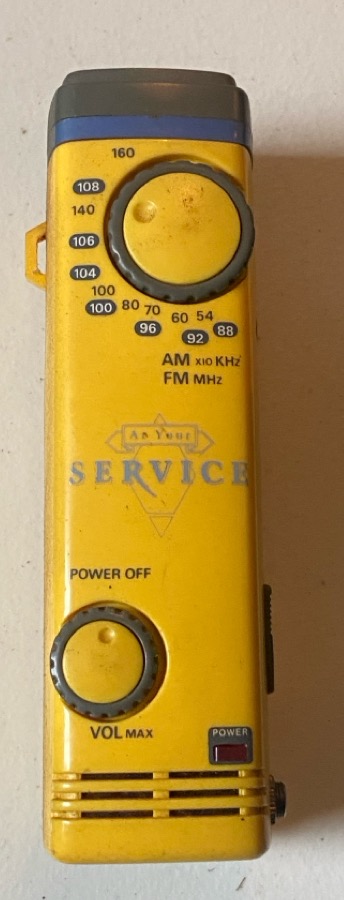 160
108
140
106
104
100
100 80 70 60 54
96 92 88
AM X10 KHz
FM MHz
At Your
SERVICE
POWER OFF
VOL MAX
POWER